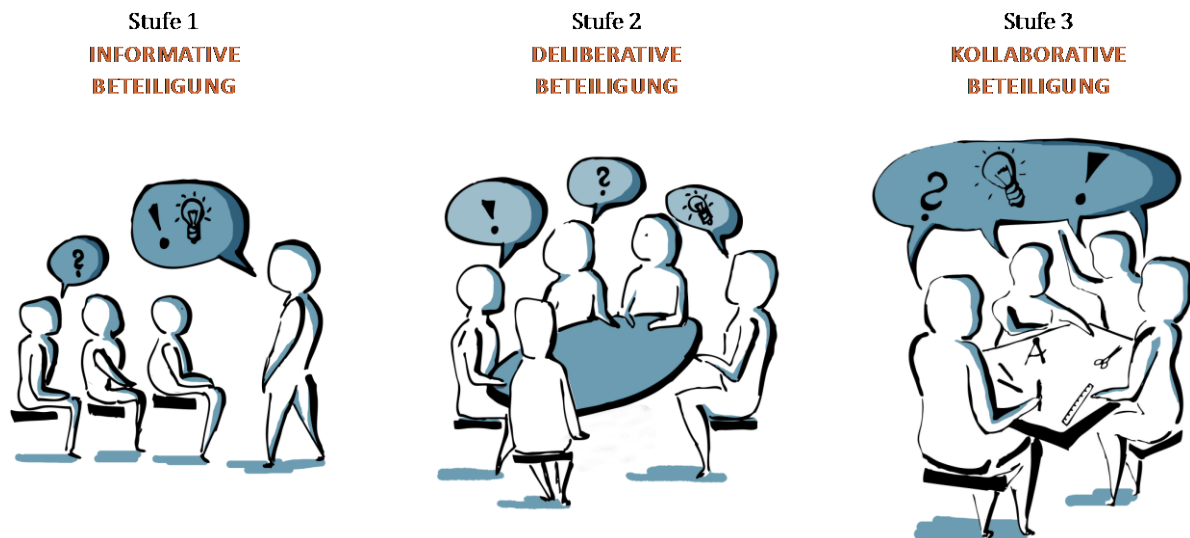 Stufe 1
INFORMATIVE
BETEILIGUNG
?
!
Stufe 2
DELIBERATIVE
BETEILIGUNG
!
?
Stufe 3
KOLLABORATIVE
BETEILIGUNG
?
!